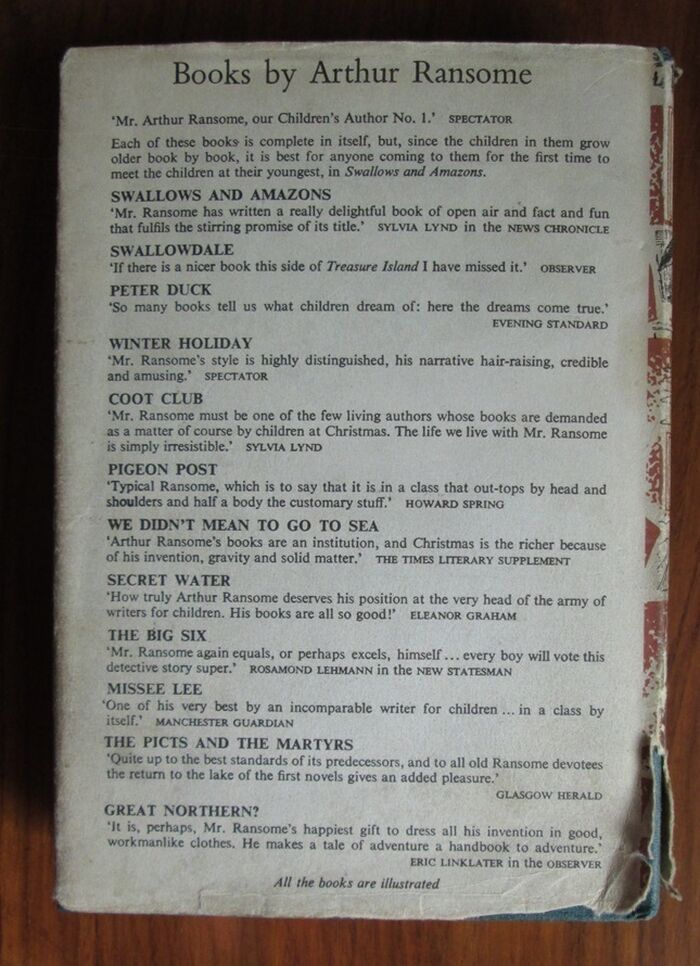 Books by Arthur Ransome
'Mr. Arthur Ransome, our Children's Author No. 1.' SPECTATOR
Each of these books is complete in itself, but, since the children in them grow
older book by book, it is best for anyone coming to them for the first time to
meet the children at their youngest, in Swallows and Amazons.
SWALLOWS AND AMAZONS
'Mr. Ransome has written a really delightful book of open air and fact and fun
that fulfils the stirring promise of its title.' SYLVIA LYND in the NEWS CHRONICLE
SWALLOWDALE
'If there is a nicer book this side of Treasure Island I have missed it.' OBSERVER
PETER DUCK
'So many books tell us what children dream of: here the dreams come true.'
EVENING STANDARD
WINTER HOLIDAY
'Mr. Ransome's style is highly distinguished, his narrative hair-raising, credible
and amusing.' SPECTATOR
COOT CLUB
'Mr. Ransome must be one of the few living authors whose books are demanded
as a matter of course by children at Christmas. The life we live with Mr. Ransome
is simply irresistible.' SYLVIA LYND
PIGEON POST
'Typical Ransome, which is to say that it is in a class that out-tops by head and
shoulders and half a body the customary stuff.' HOWARD SPRING
WE DIDN'T MEAN TO GO TO SEA
'Arthur Ransome's books are an institution, and Christmas is the richer because
of his invention, gravity and solid matter.' THE TIMES LITERARY SUPPLEMENT
SECRET WATER
'How truly Arthur Ransome deserves his position at the very head of the army of
writers for children. His books are all so good!' ELEANOR GRAHAM
THE BIG SIX
'Mr. Ransome again equals, or perhaps excels, himself ... every boy will vote this
detective story super.' ROSAMOND LEHMANN in the NEW STATESMAN
MISSEE LEE
'One of his very best by an incomparable writer for children ... in a class by
itself.' MANCHESTER GUARDIAN
THE PICTS AND THE MARTYRS
'Quite up to the best standards of its predecessors, and to all old Ransome devotees
the return to the lake of the first novels gives an added pleasure.'
GLASGOW HERALD
GREAT NORTHERN?
'It is, perhaps, Mr. Ransome's happiest gift to dress all his invention in good,
workmanlike clothes. He makes a tale of adventure a handbook to adventure.'
ERIC LINKLATER in the OBSERVER
All the books are illustrated